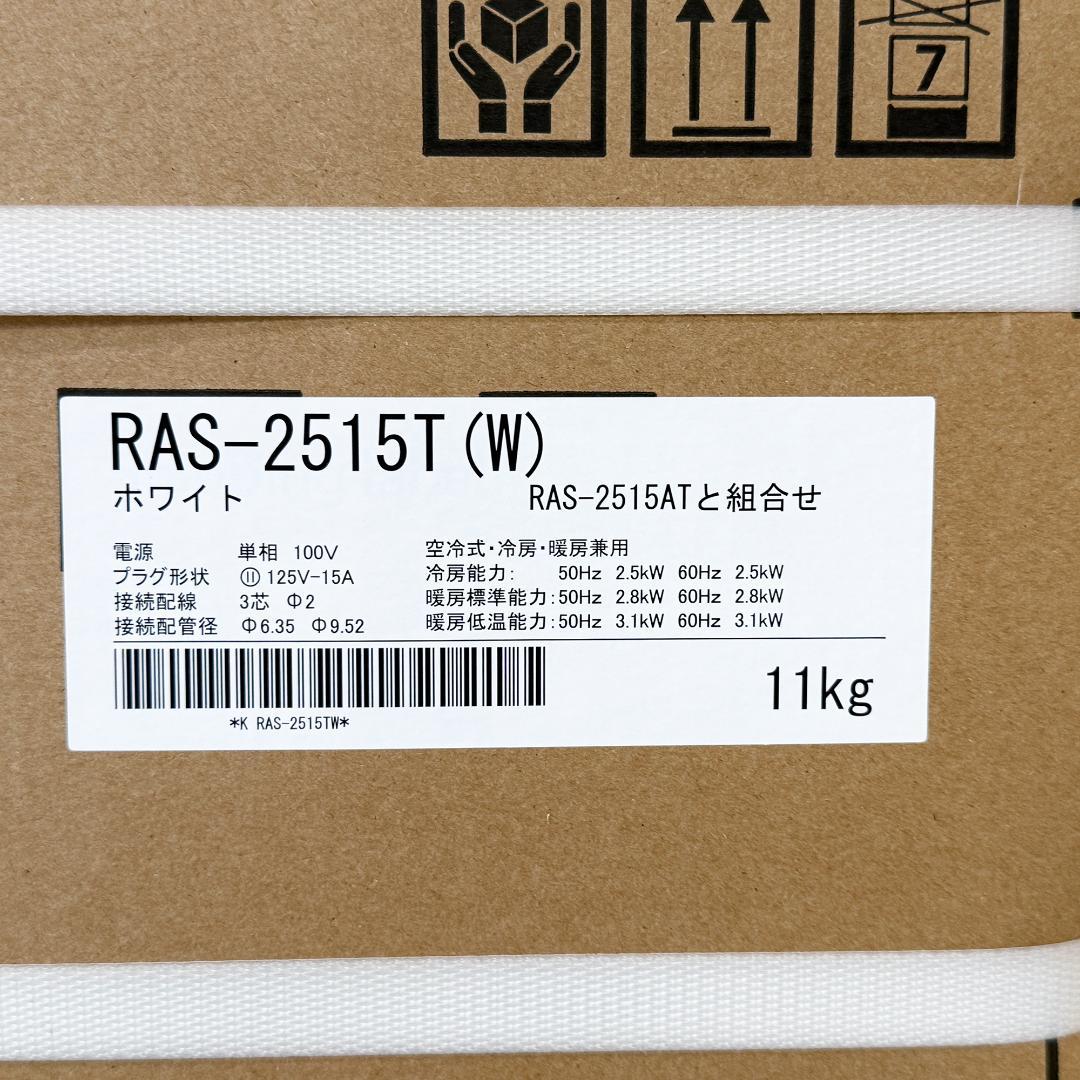 7
RAS-2515T(W)
ホワイト
RAS-2515ATと組合せ
電源 単相 100V
プラグ形状 ⑪ 125V-15A
接続配線 3芯 Φ2
接続配管径 Φ6.35 Φ9.52
空冷式・冷房・暖房兼用
冷房能力: 50Hz 2.5kW 60Hz 2.5kW
暖房標準能力:50Hz 2.8kW 60Hz 2.8kW
暖房低温能力:50Hz 3.1kW 60Hz 3.1kW
*K RAS-2515TW*
11kg